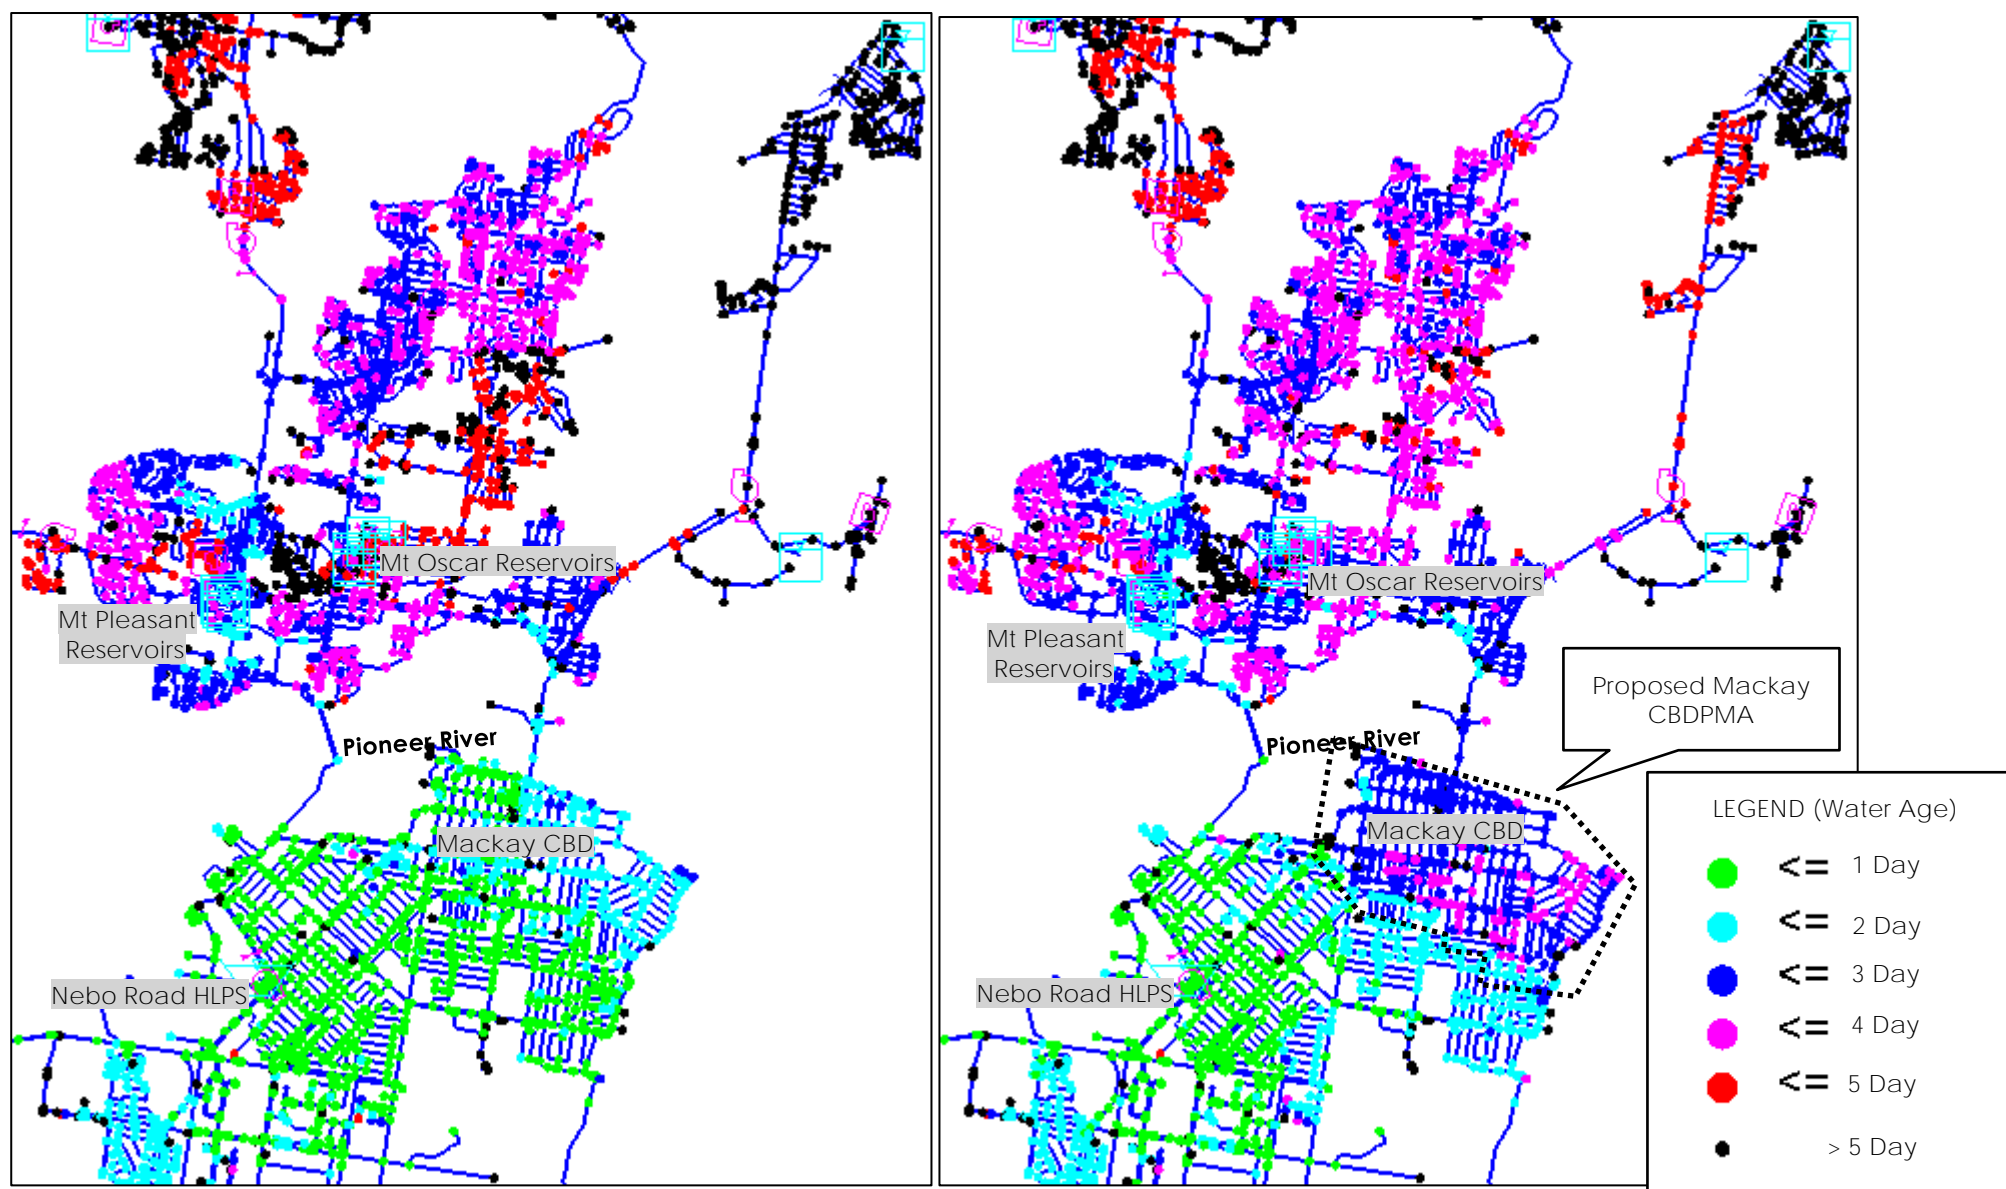 Mt Oscar Reservoirs
Mt Pleasant
Reservoirs
Pioneer River
Mackay CBD
Nebo Road HLPS
Mt Oscar Reservoirs
Mt Pleasant
Reservoirs
Proposed Mackay
CBDPMA
Pioneer River
Mackay CBD
Nebo Road HLPS
LEGEND (Water Age)
<= 1 Day
<= 2 Day
<= 3 Day
<= 4 Day
<= 5 Day
> 5 Day